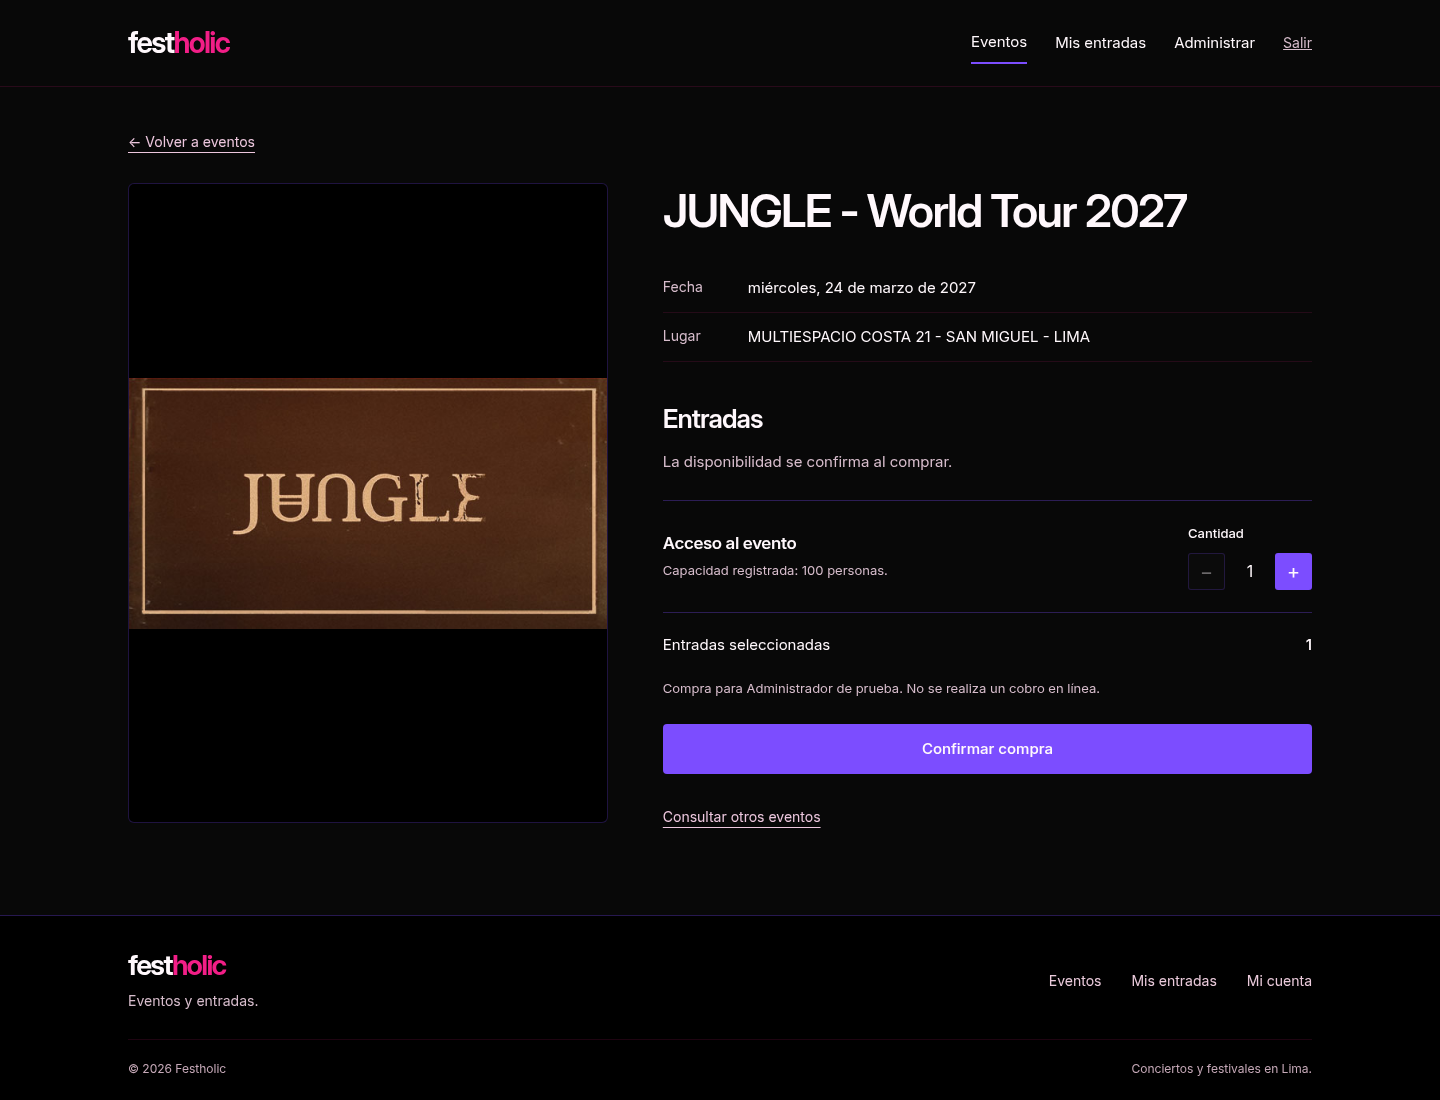 festholic
Eventos
Mis entradas
Administrar
Salir
← Volver a eventos
JUNGLE
JUNGLE - World Tour 2027
Fecha
miércoles, 24 de marzo de 2027
Lugar
MULTIESPACIO COSTA 21 - SAN MIGUEL - LIMA
Entradas
La disponibilidad se confirma al comprar.
Acceso al evento
Capacidad registrada: 100 personas.
Cantidad
− 1 +
Entradas seleccionadas
1
Compra para Administrador de prueba. No se realiza un cobro en línea.
Confirmar compra
Consultar otros eventos
festholic
Eventos y entradas.
Eventos
Mis entradas
Mi cuenta
© 2026 Festholic
Conciertos y festivales en Lima.